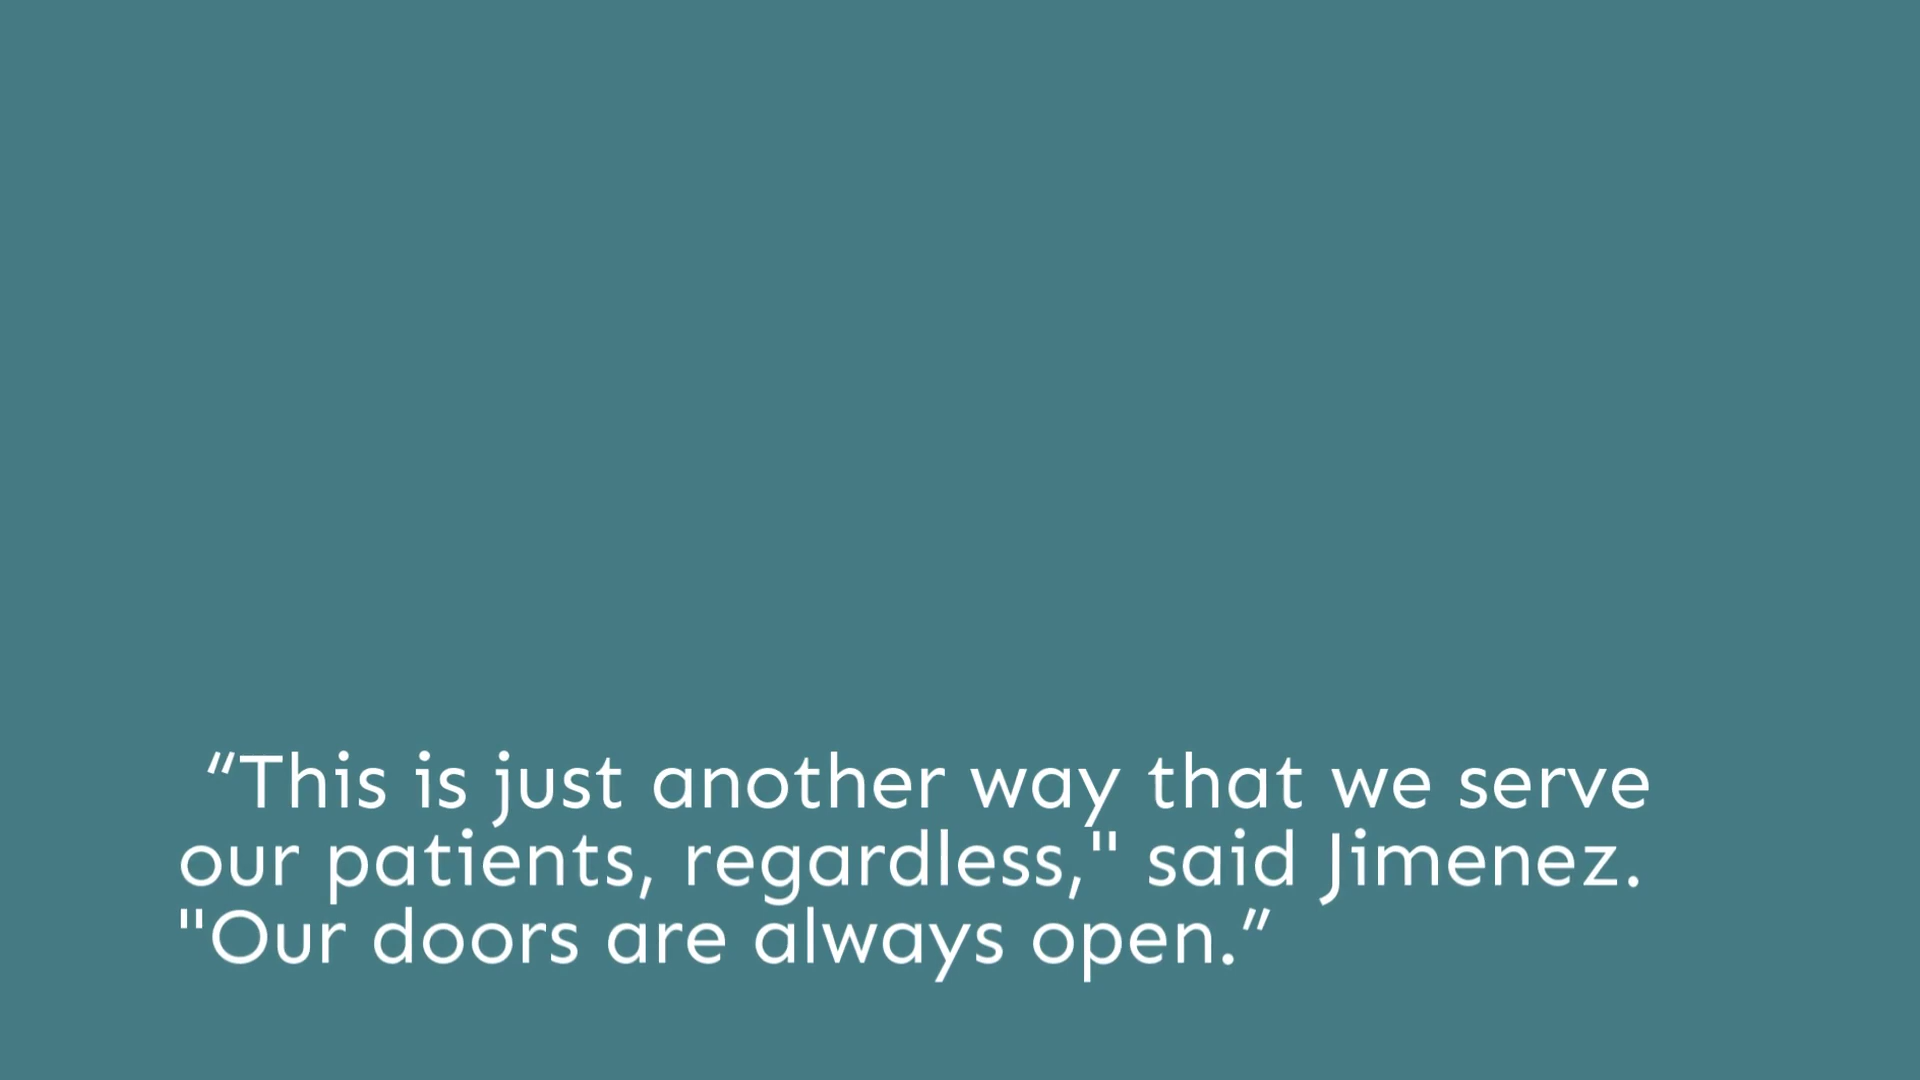 “This is just another way that we serve
our patients, regardless," said Jimenez.
"Our doors are always open.”